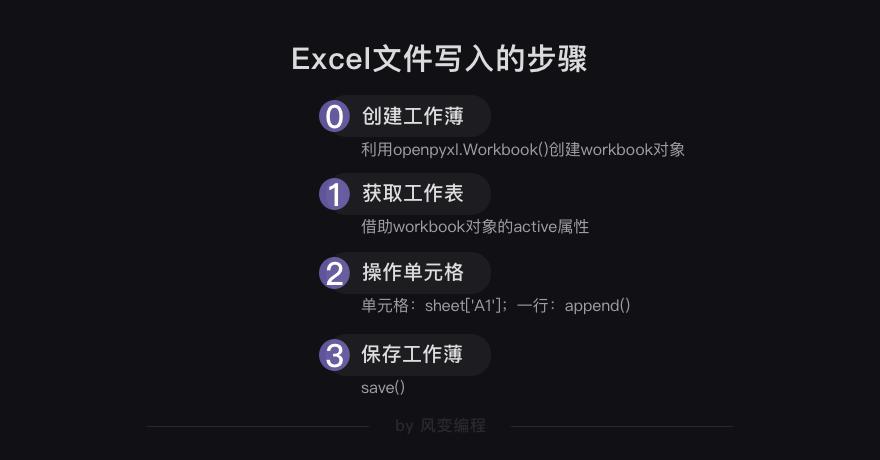 Excel文件写入的步骤
0 创建工作薄
利用openpyxl.Workbook()创建workbook对象
1 获取工作表
借助workbook对象的active属性
2 操作单元格
单元格：sheet['A1']；一行：append()
3 保存工作薄
save()
by 风变编程